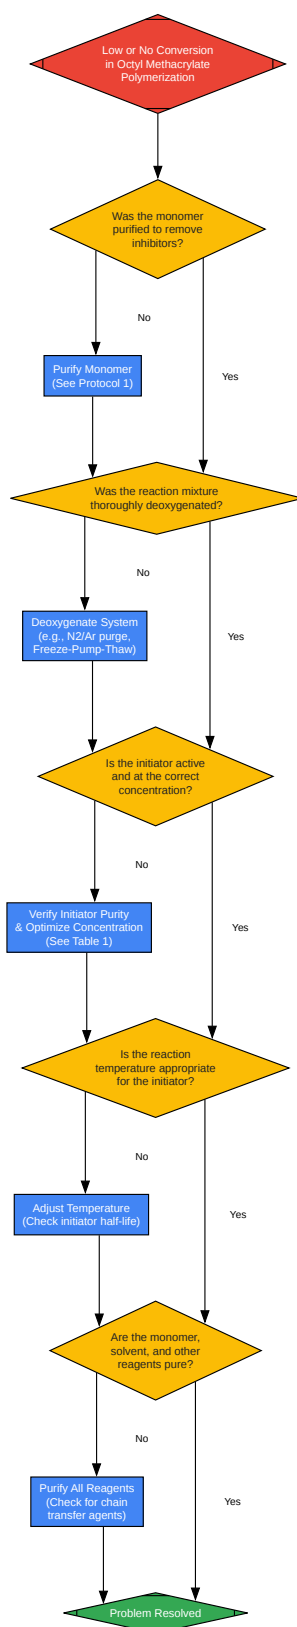 Low or No Conversion
in Octyl Methacrylate
Polymerization
Was the monomer
purified to remove
inhibitors?
No
Yes
Purify Monomer
(See Protocol 1)
Was the reaction mixture
thoroughly deoxygenated?
No
Yes
Deoxygenate System
(e.g., N2/Ar purge,
Freeze-Pump-Thaw)
Is the initiator active
and at the correct
concentration?
No
Yes
Verify Initiator Purity
& Optimize Concentration
(See Table 1)
Is the reaction
temperature appropriate
for the initiator?
No
Yes
Adjust Temperature
(Check initiator half-life)
Are the monomer,
solvent, and other
reagents pure?
No
Yes
Purify All Reagents
(Check for chain
transfer agents)
Problem Resolved